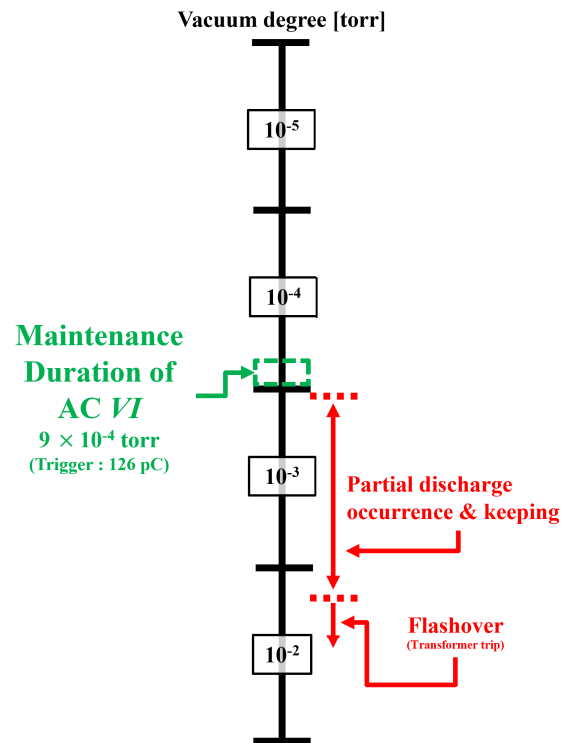 Vacuum degree [torr]
10⁻⁵
10⁻⁴
Maintenance
Duration of
AC VI
9 × 10⁻⁴ torr
(Trigger : 126 pC)
10⁻³
Partial discharge
occurrence & keeping
Flashover
(Transformer trip)
10⁻²